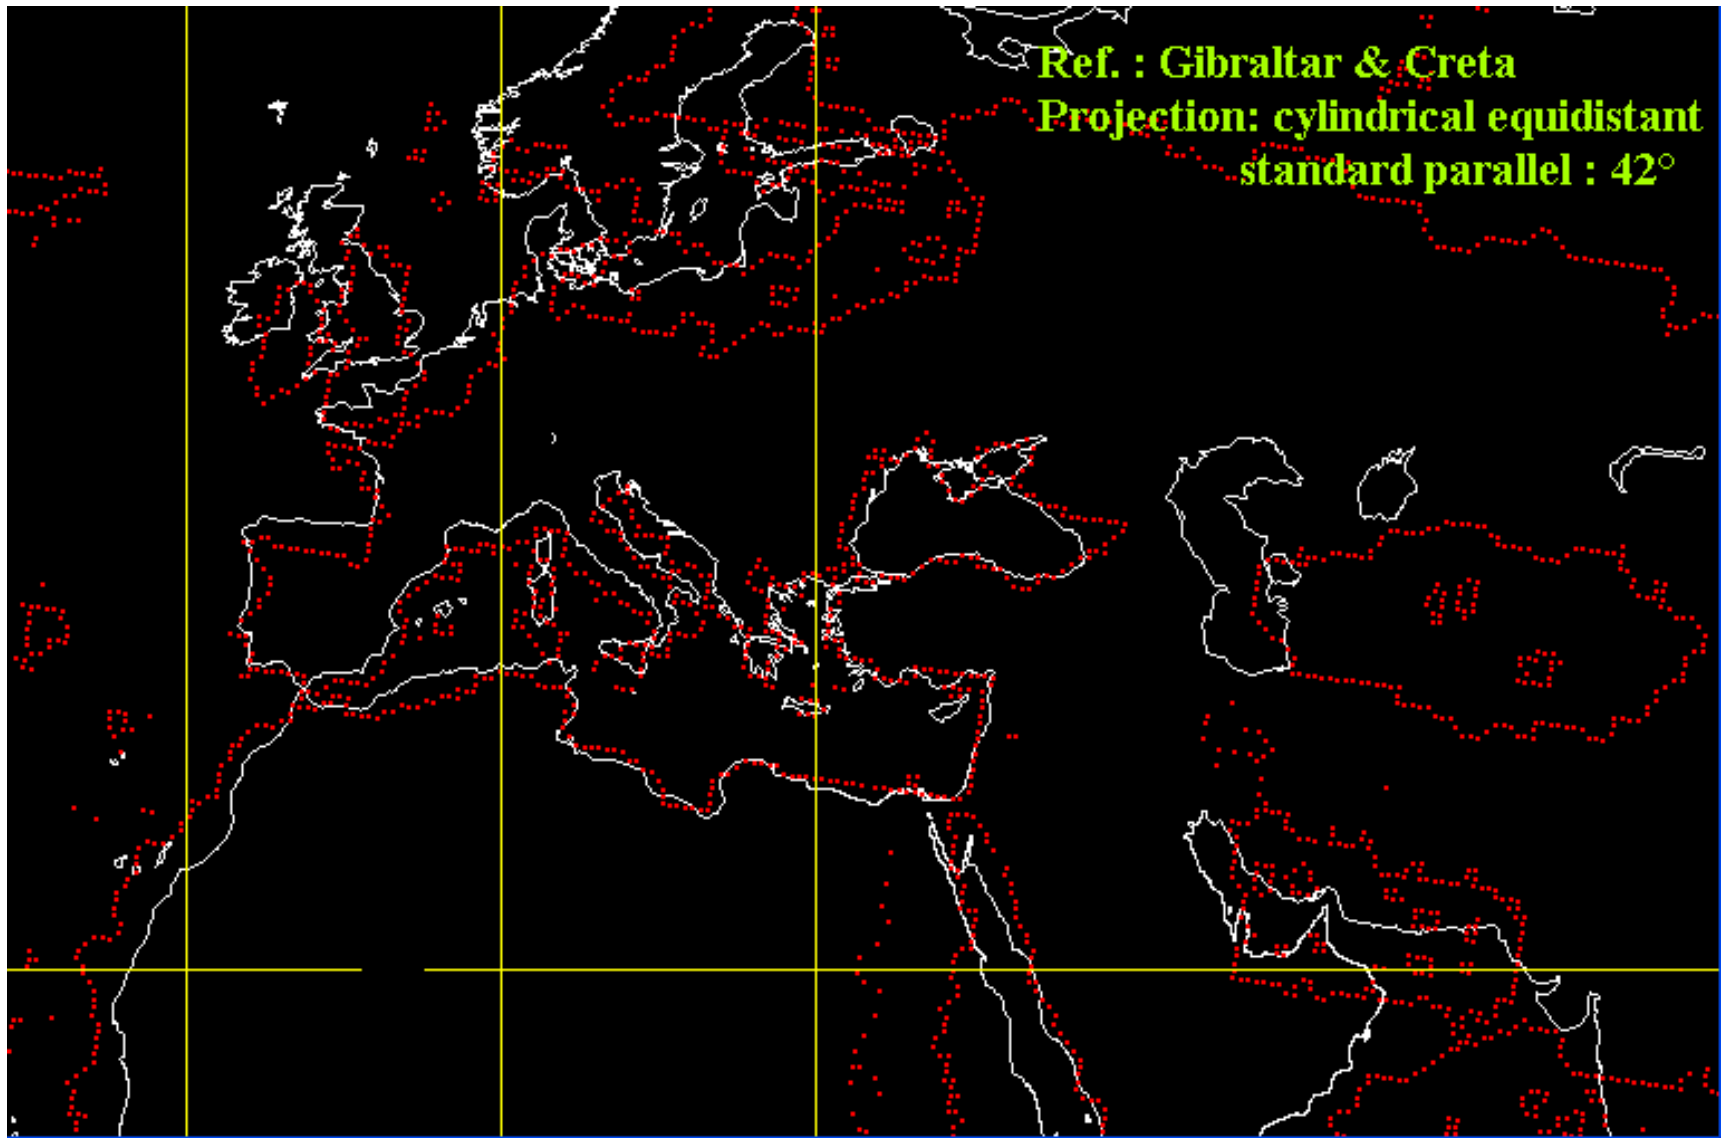 Ref. : Gibraltar & Creta
Projection: cylindrical equidistant
standard parallel : 42°